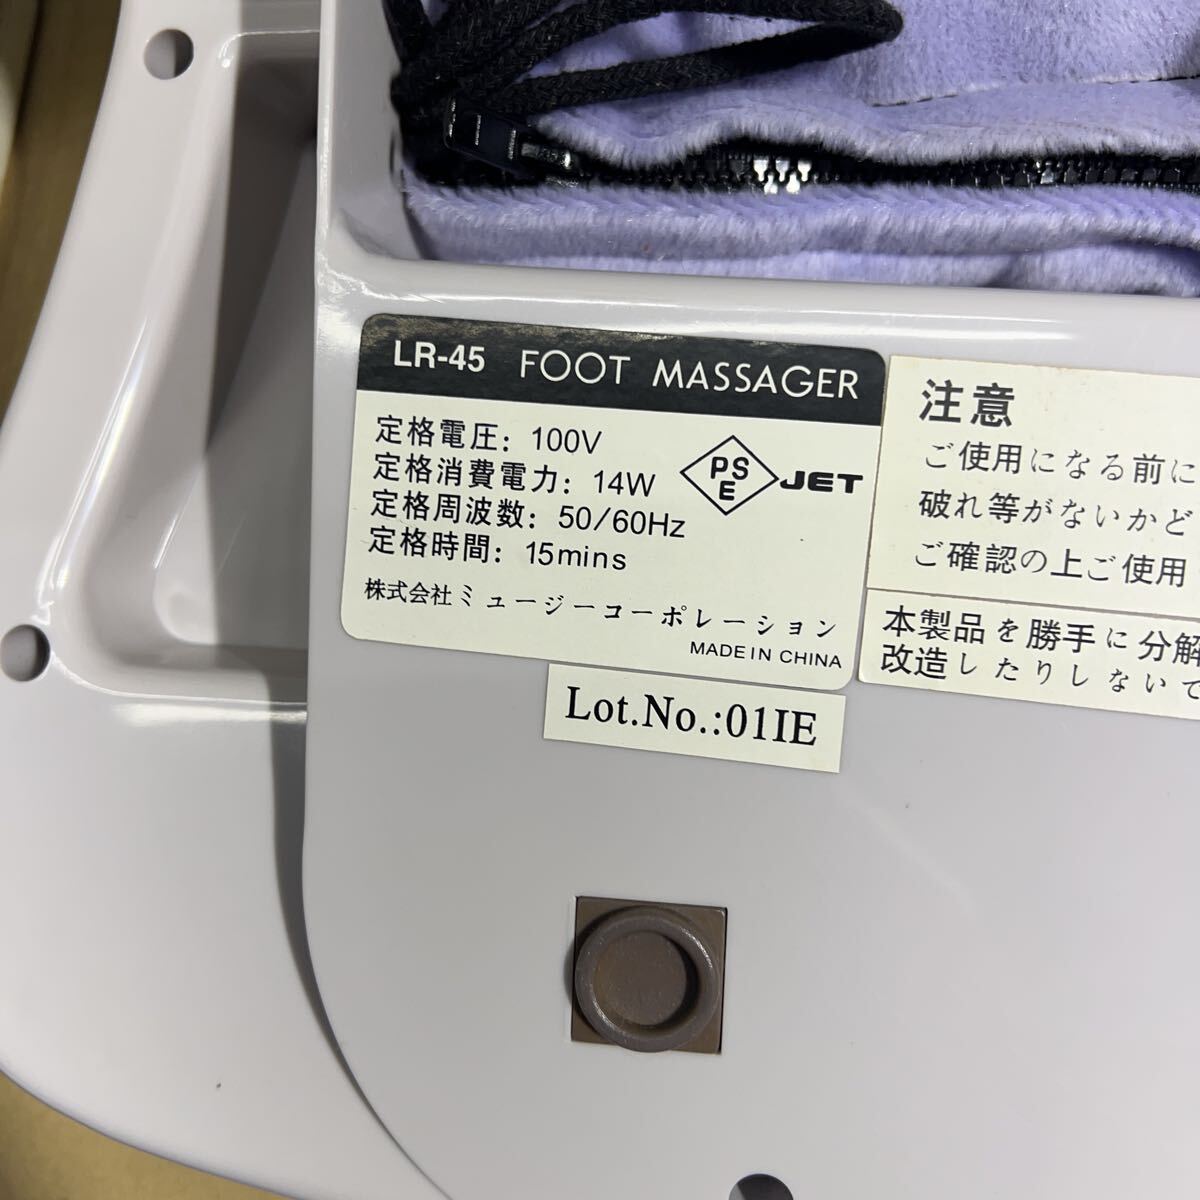 LR-45 FOOT MASSAGER
定格電圧: 100V
定格消費電力: 14W
定格周波数: 50/60Hz
定格時間: 15mins
PS
E
JET
株式会社ミュージーコーポレーション
MADE IN CHINA
Lot.No.:01IE
注意
ご使用になる前に
破れ等がないかど
ご確認の上ご使用
本製品を勝手に分解
改造したりしないで